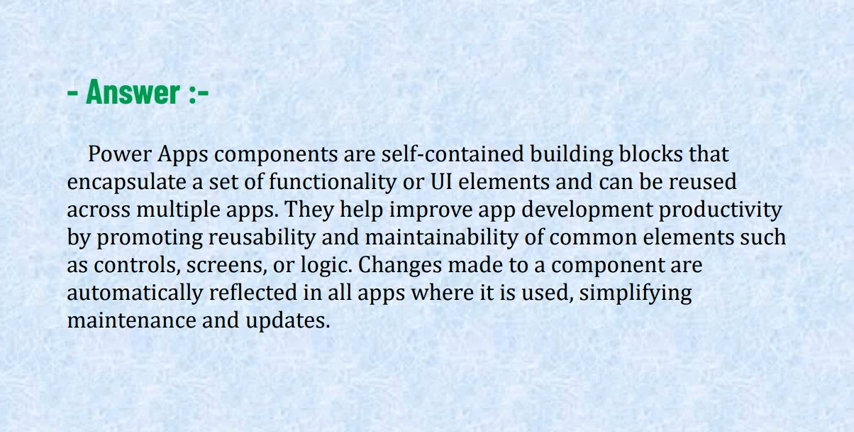 - Answer :-
Power Apps components are self-contained building blocks that
encapsulate a set of functionality or UI elements and can be reused
across multiple apps. They help improve app development productivity
by promoting reusability and maintainability of common elements such
as controls, screens, or logic. Changes made to a component are
automatically reflected in all apps where it is used, simplifying
maintenance and updates.